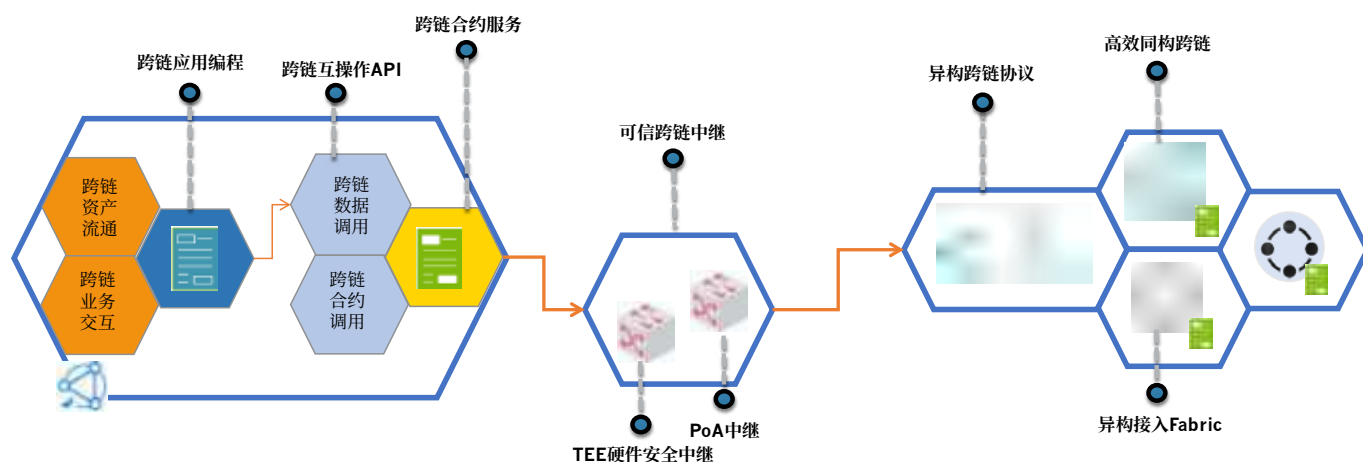 跨链合约服务
跨链应用编程
跨链互操作API
高效同构跨链
异构跨链协议
可信跨链中继
跨链
资产
流通
跨链
业务
交互
跨链
数据
调用
跨链
合约
调用
PoA中继
TEE硬件安全中继
异构接入Fabric